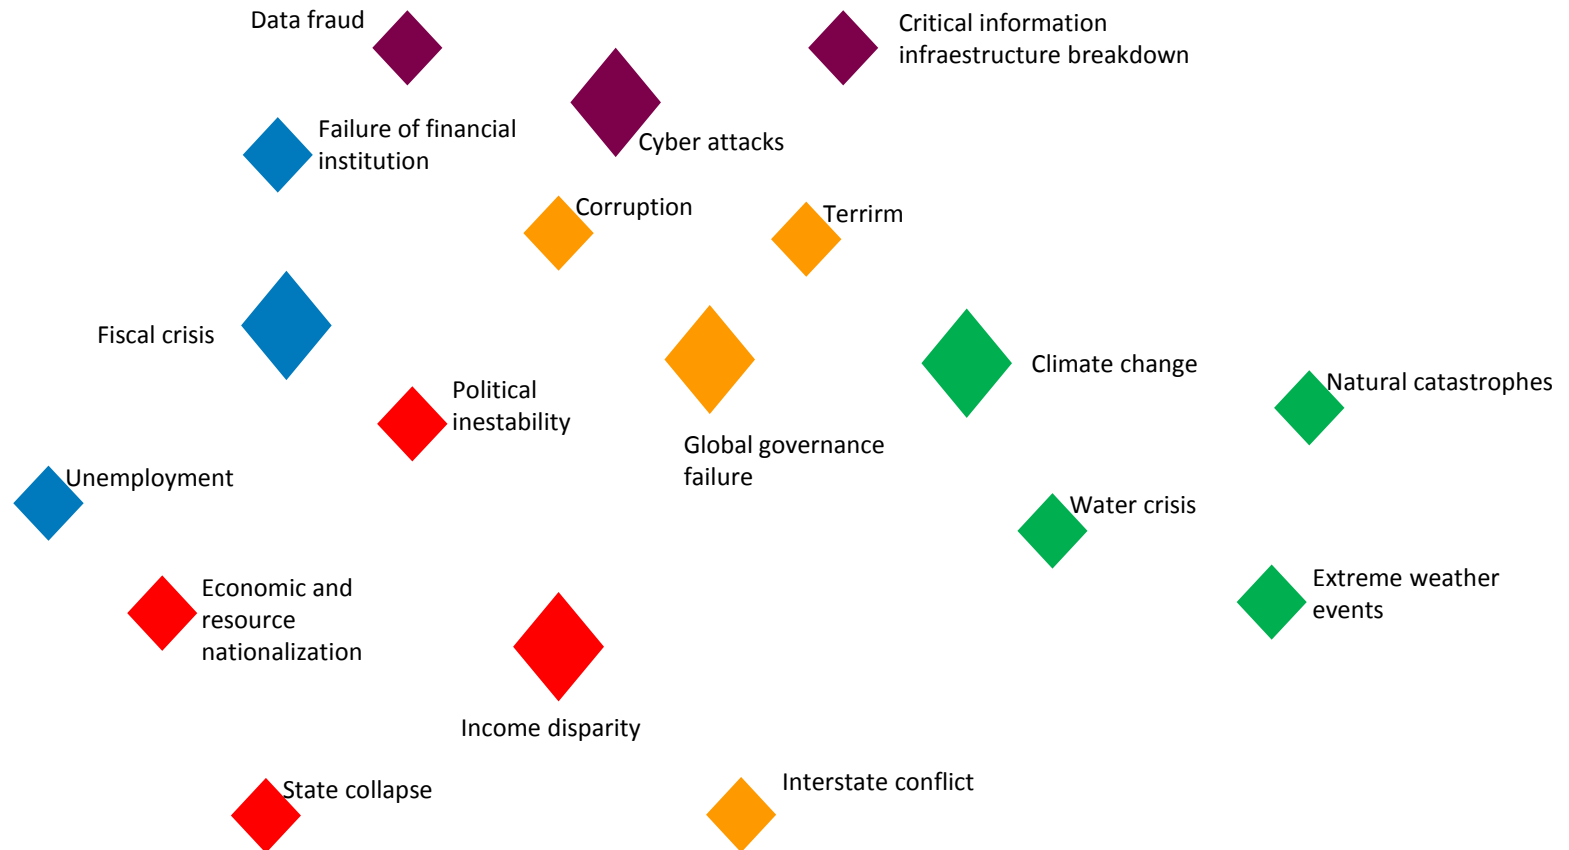 Data fraud
Critical information
infraestructure breakdown
Cyber attacks
Failure of financial
institution
Corruption
Terrirm
Fiscal crisis
Climate change
Political
inestability
Natural catastrophes
Global governance
failure
Unemployment
Water crisis
Economic and
resource
nationalization
Extreme weather
events
Income disparity
State collapse
Interstate conflict